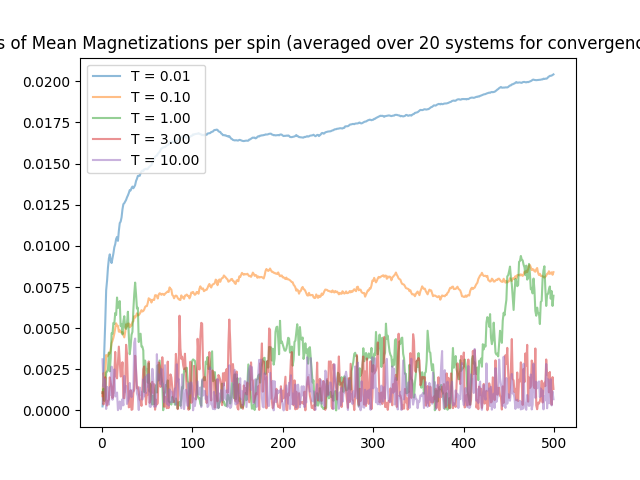 of Mean Magnetizations per spin (averaged over 20 systems for
T = 0.01
T = 0.10
T = 1.00
T = 3.00
T = 10.00
0.0200
0.0175
0.0150
0.0125
0.0100
0.0075
0.0050
0.0025
0.0000
0 100 200 300 400 500